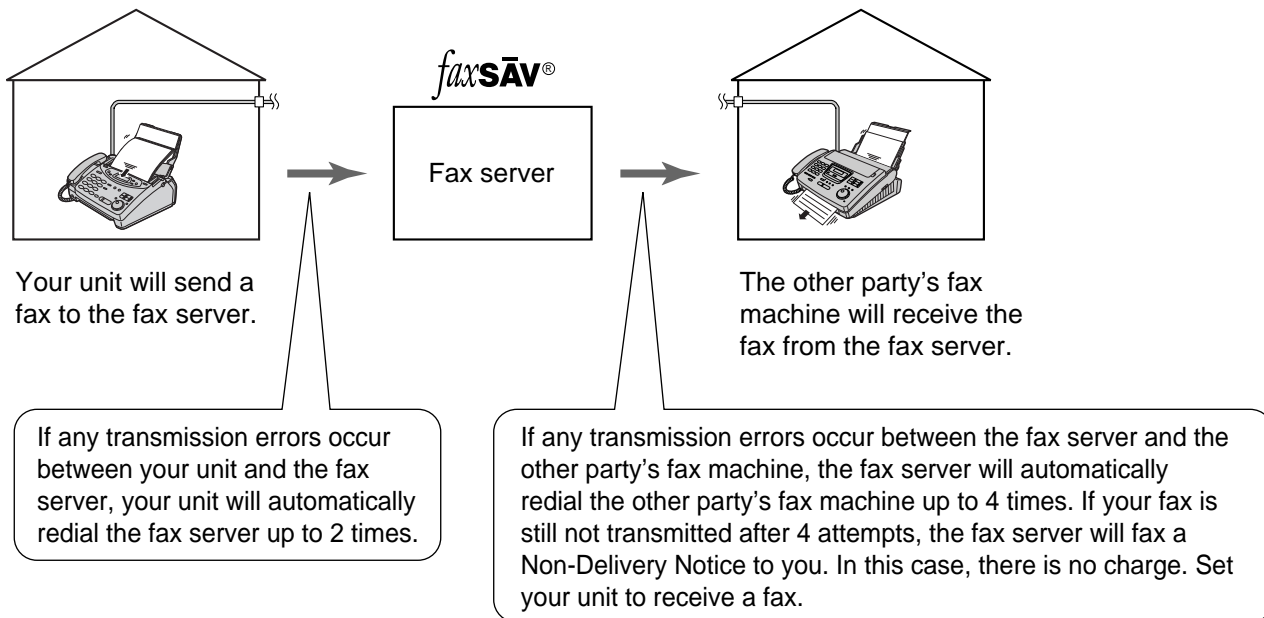 faxSĀV®
Fax server
Your unit will send a
fax to the fax server.
The other party's fax
machine will receive the
fax from the fax server.
If any transmission errors occur
between your unit and the fax
server, your unit will automatically
redial the fax server up to 2 times.
If any transmission errors occur between the fax server and the
other party's fax machine, the fax server will automatically
redial the other party's fax machine up to 4 times. If your fax is
still not transmitted after 4 attempts, the fax server will fax a
Non-Delivery Notice to you. In this case, there is no charge. Set
your unit to receive a fax.